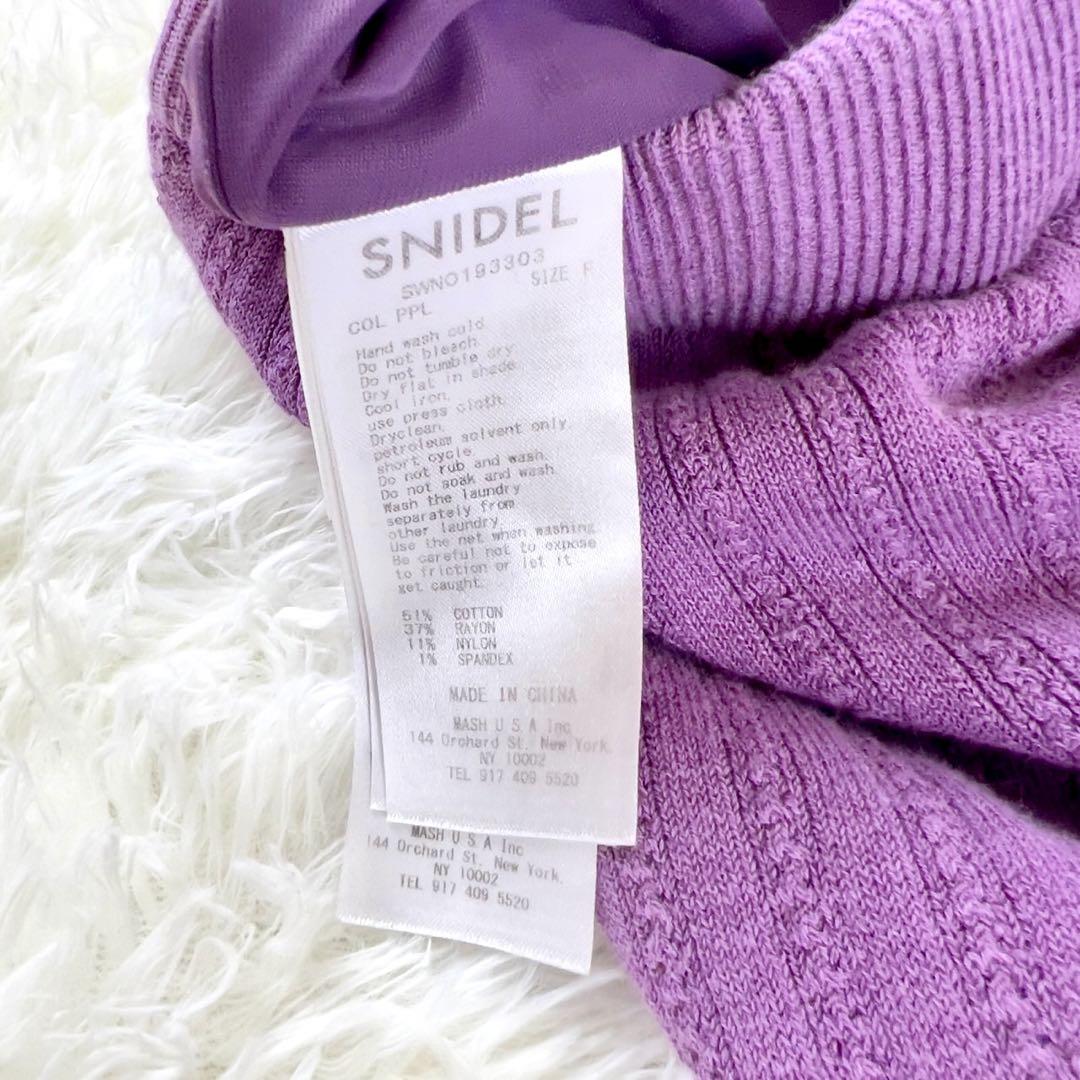 SNIDEL
SWNO193303
SIZE F
COL PPL
Hand wash cold
Do not bleach.
Do not tumble dry.
Dry flat in shade.
Cool iron,
use press cloth.
Dryclean,
petroleum solvent only,
short cycle.
Do not rub and wash.
Do not soak and wash.
Wash the laundry
separately from
other laundry.
Use the net when washing
Be careful not to expose
to friction or let it
get caught.
51% COTTON
37% RAYON
11% NYLON
1% SPANDEX
MADE IN CHINA
MASH U S A Inc
144 Orchard St. New York,
NY 10002
TEL 917 409 5520
MASH U S A Inc
144 Orchard St. New York,
NY 10002
TEL 917 409 5520